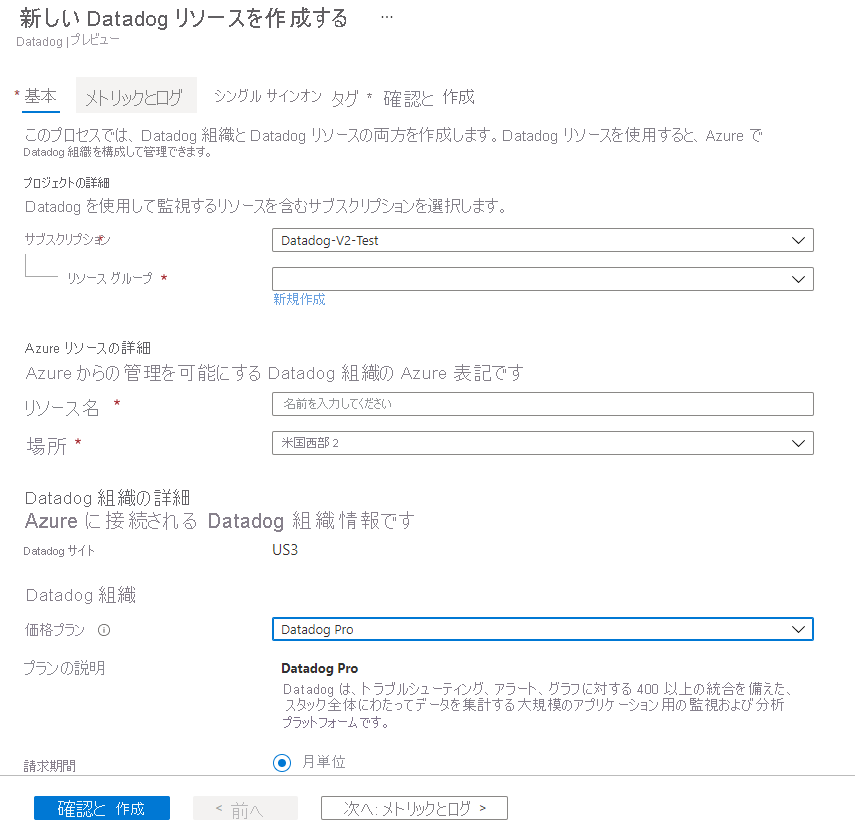 新しい Datadog リソースを作成する ...
Datadog |プレビュー
* 基本 メトリックとログ シングル サインオン タグ * 確認と 作成
このプロセスでは、Datadog 組織と Datadog リソースの両方を作成します。Datadog リソースを使用すると、Azure で
Datadog 組織を構成して管理できます。
プロジェクトの詳細
Datadog を使用して監視するリソースを含むサブスクリプションを選択します。
サブスクリプション * Datadog-V2-Test
リソース グループ *
新規作成
Azure リソースの詳細
Azure からの管理を可能にする Datadog 組織の Azure 表記です
リソース名 * 名前を入力してください
場所 * 米国西部 2
Datadog 組織の詳細
Azure に接続される Datadog 組織情報です
Datadog サイト US3
Datadog 組織
価格プラン Datadog Pro
プランの説明 Datadog Pro
Datadog は、トラブルシューティング、アラート、グラフに対する 400 以上の統合を備えた、
スタック全体にわたってデータを集計する大規模のアプリケーション用の監視および分析
プラットフォームです。
請求期間 月単位
確認と 作成 < 前へ 次へ: メトリックとログ >